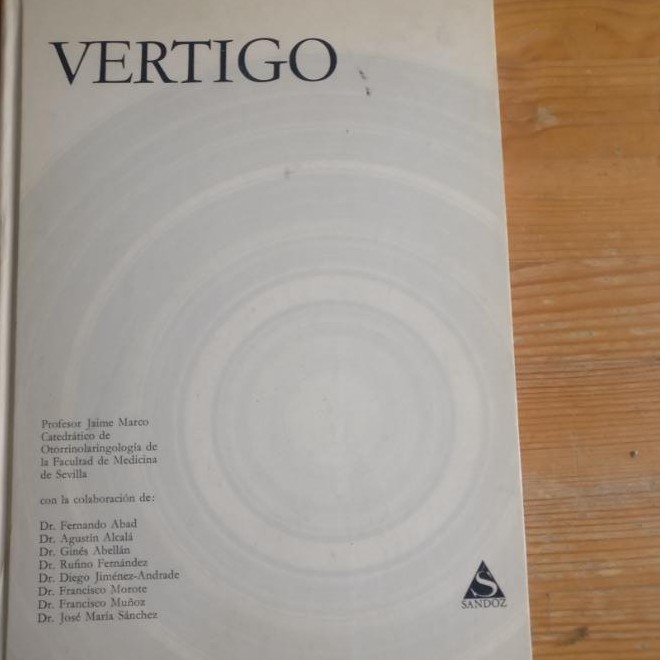 VERTIGO
Profesor Jaime Marco
Catedrático de
Otorrinolaringología de
la Facultad de Medicina
de Sevilla
con la colaboración de:
Dr. Fernando Abad
Dr. Agustín Alcalá
Dr. Ginés Abellán
Dr. Rufino Fernández
Dr. Diego Jiménez-Andrade
Dr. Francisco Morote
Dr. Francisco Muñoz
Dr. José María Sánchez
S
SANDOZ